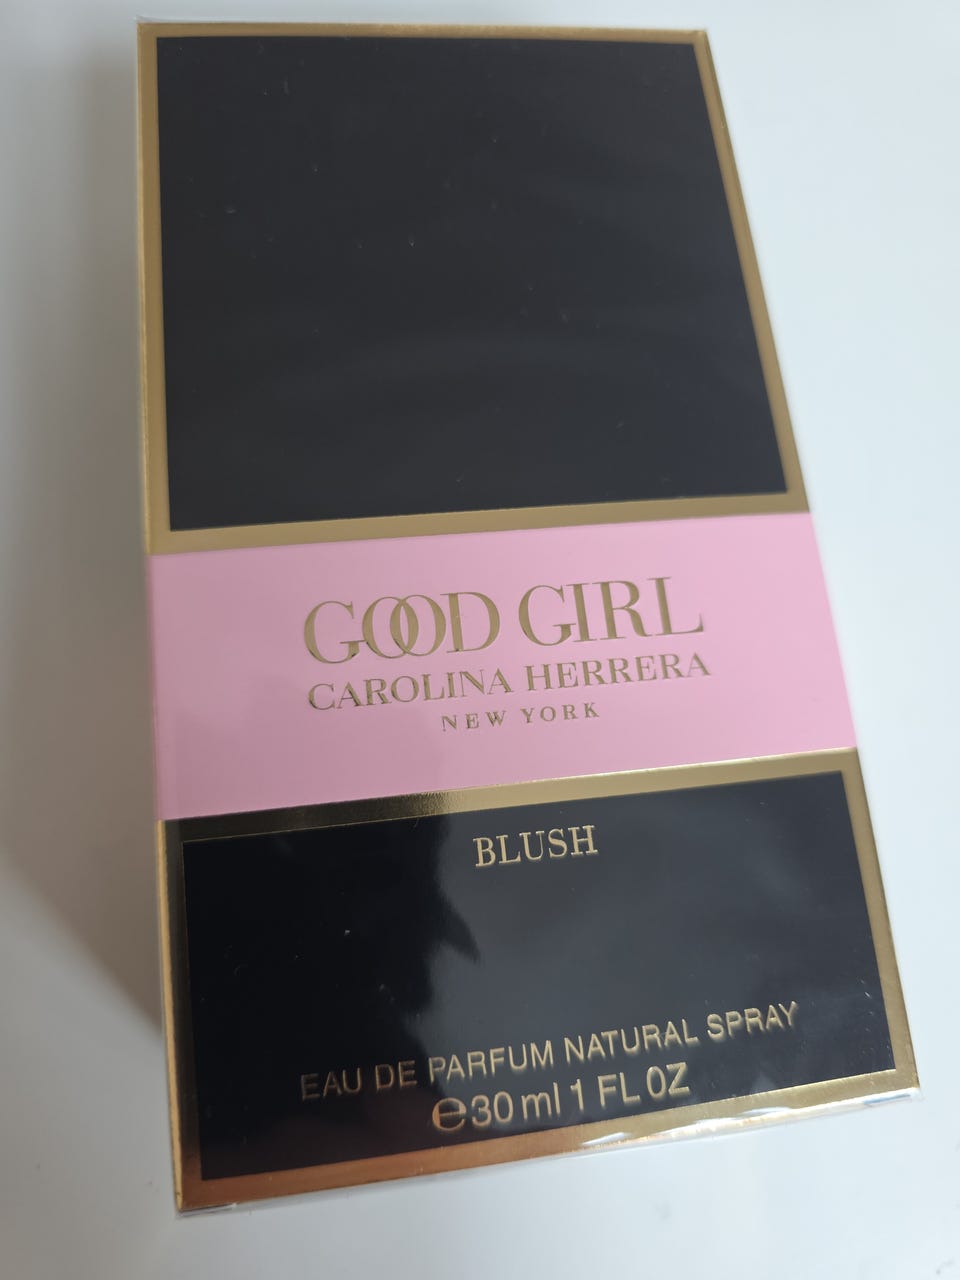 GOOD GIRL
CAROLINA HERRERA
NEW YORK
BLUSH
EAU DE PARFUM NATURAL SPRAY
℮30 ml 1 FL OZ